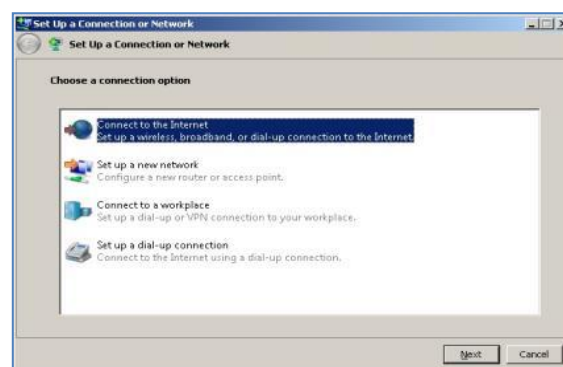 Set Up a Connection or Network
Set Up a Connection or Network
Choose a connection option
Connect to the Internet
Set up a wireless, broadband, or dial-up connection to the Internet.
Set up a new network
Configure a new router or access point.
Connect to a workplace
Set up a dial-up or VPN connection to your workplace.
Set up a dial-up connection
Connect to the Internet using a dial-up connection.
Next Cancel